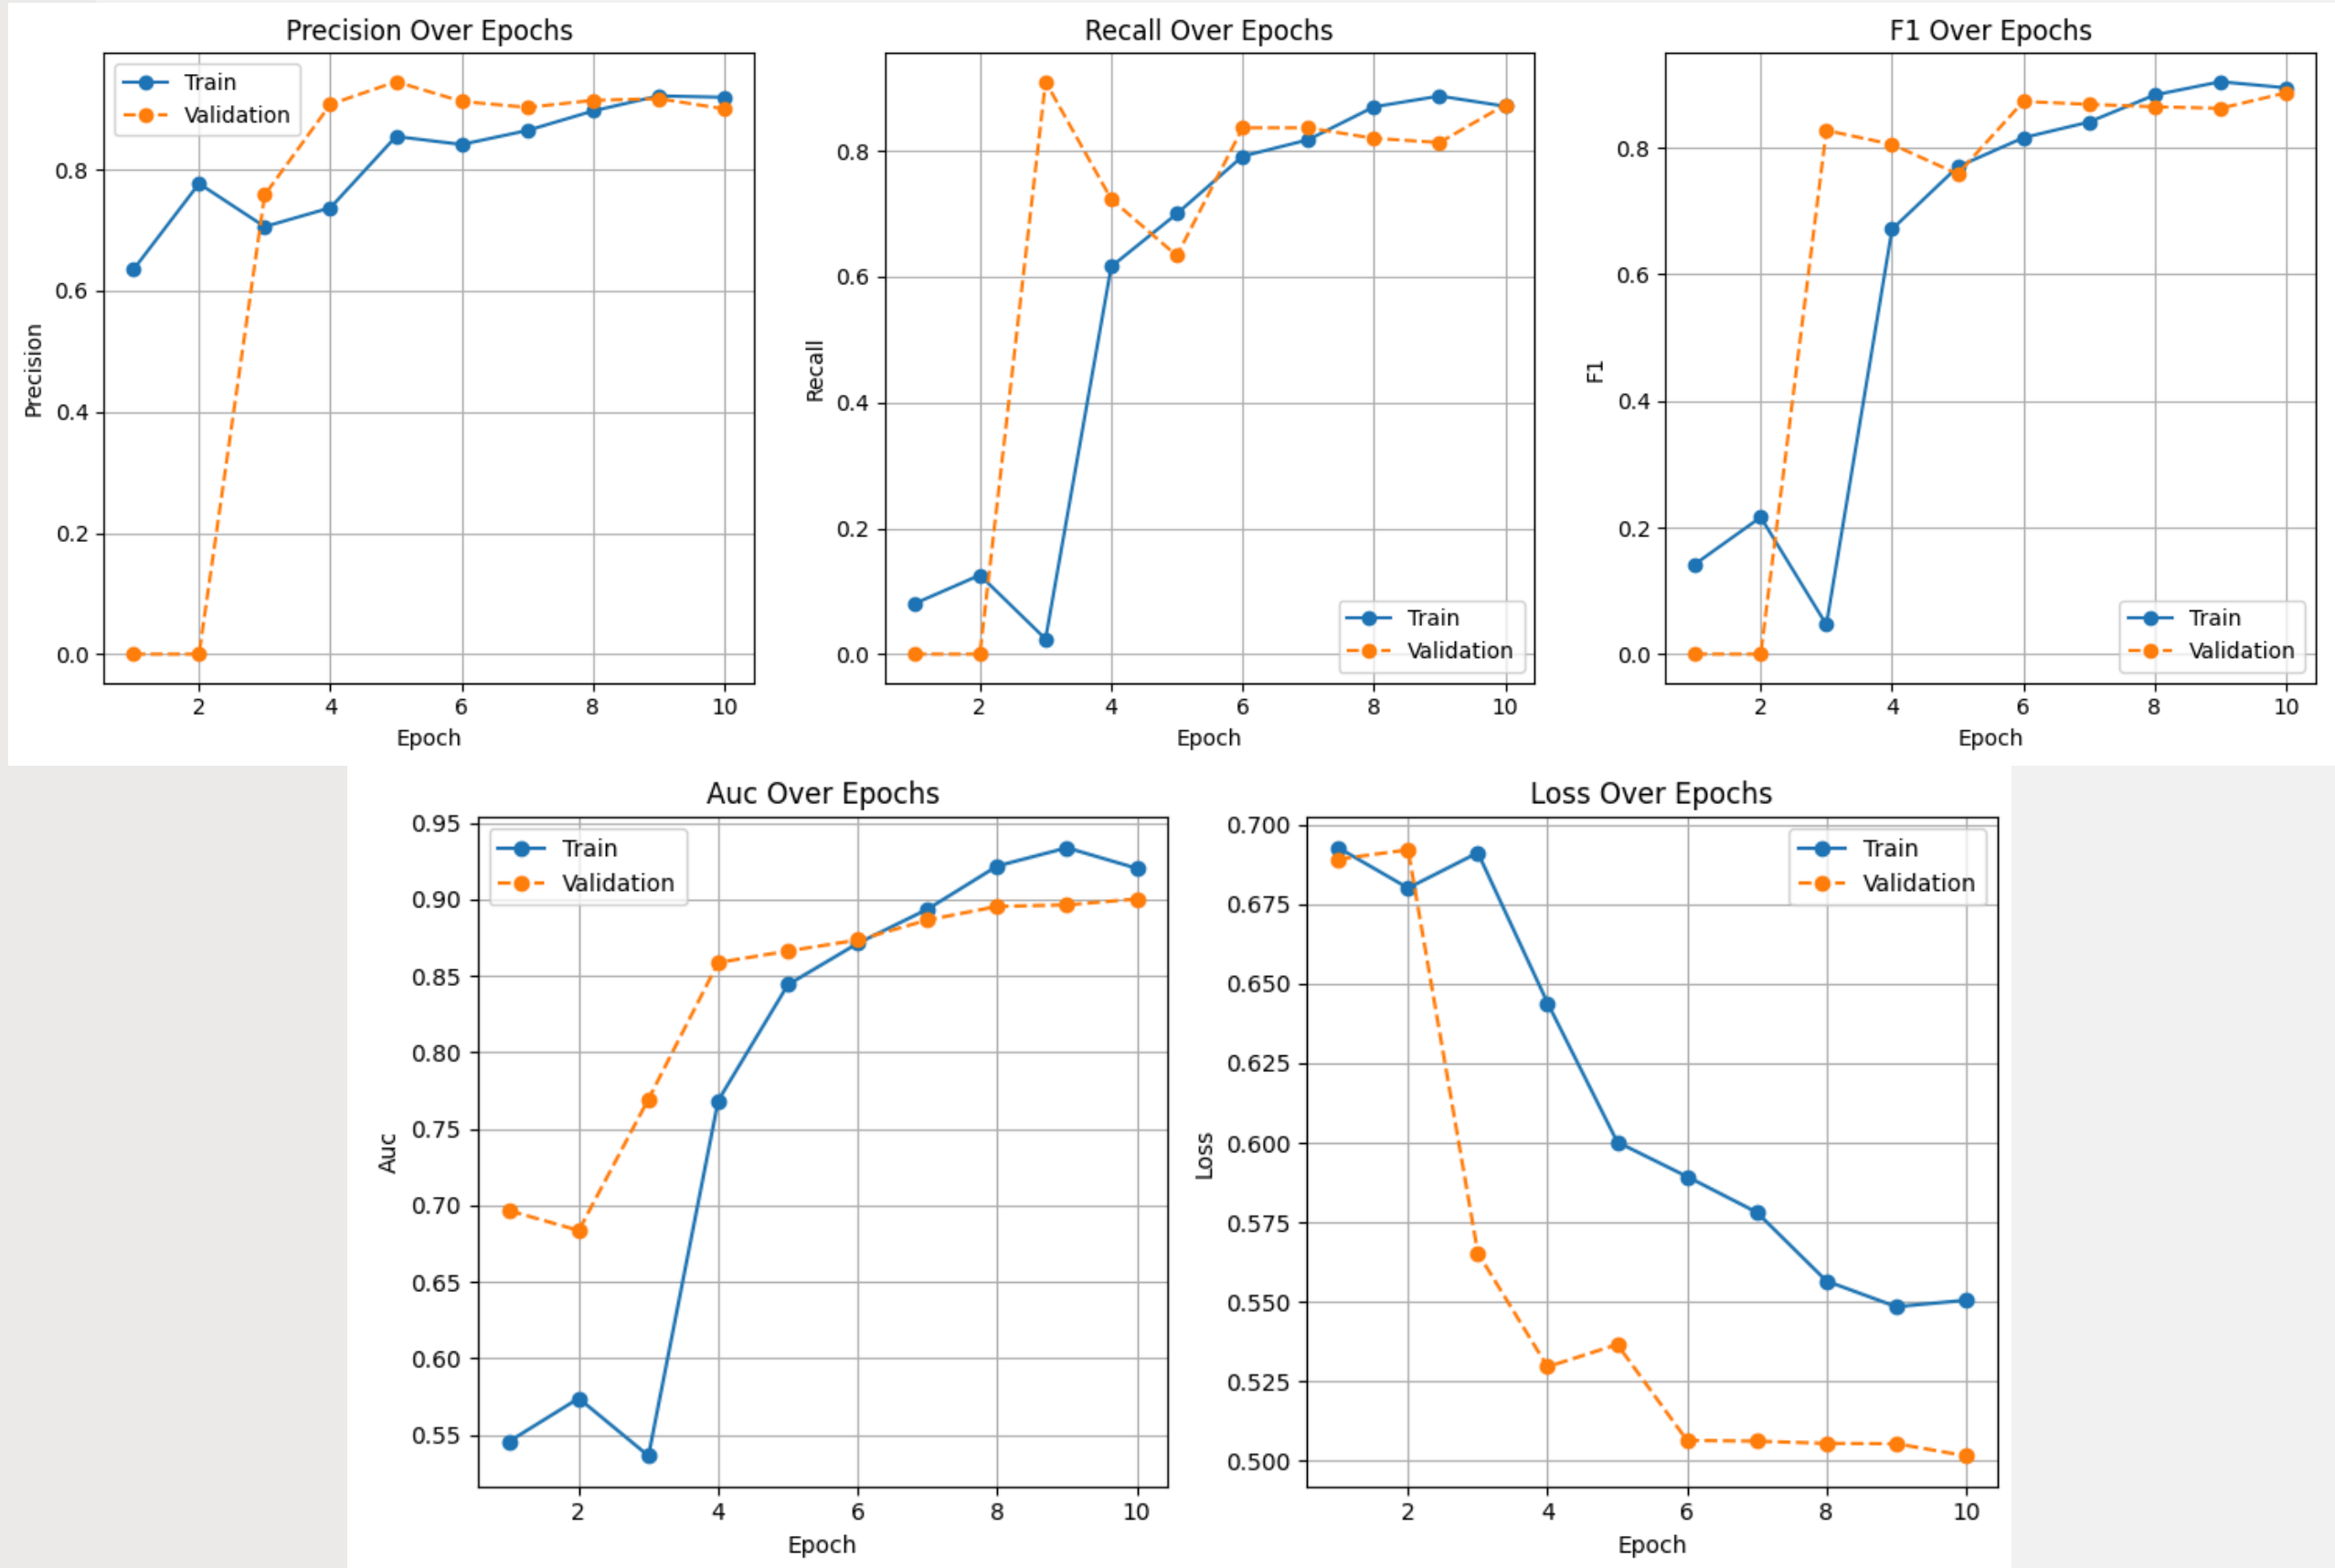 Precision Over Epochs
Train
Validation
0.8
0.6
0.4
0.2
0.0
Precision
2 4 6 8 10
Epoch
Recall Over Epochs
0.8
0.6
0.4
0.2
0.0
Recall
Train
Validation
2 4 6 8 10
Epoch
F1 Over Epochs
0.8
0.6
0.4
0.2
0.0
F1
Train
Validation
2 4 6 8 10
Epoch
Auc Over Epochs
Train
Validation
0.95
0.90
0.85
0.80
0.75
0.70
0.65
0.60
0.55
Auc
2 4 6 8 10
Epoch
Loss Over Epochs
Train
Validation
0.700
0.675
0.650
0.625
0.600
0.575
0.550
0.525
0.500
Loss
2 4 6 8 10
Epoch